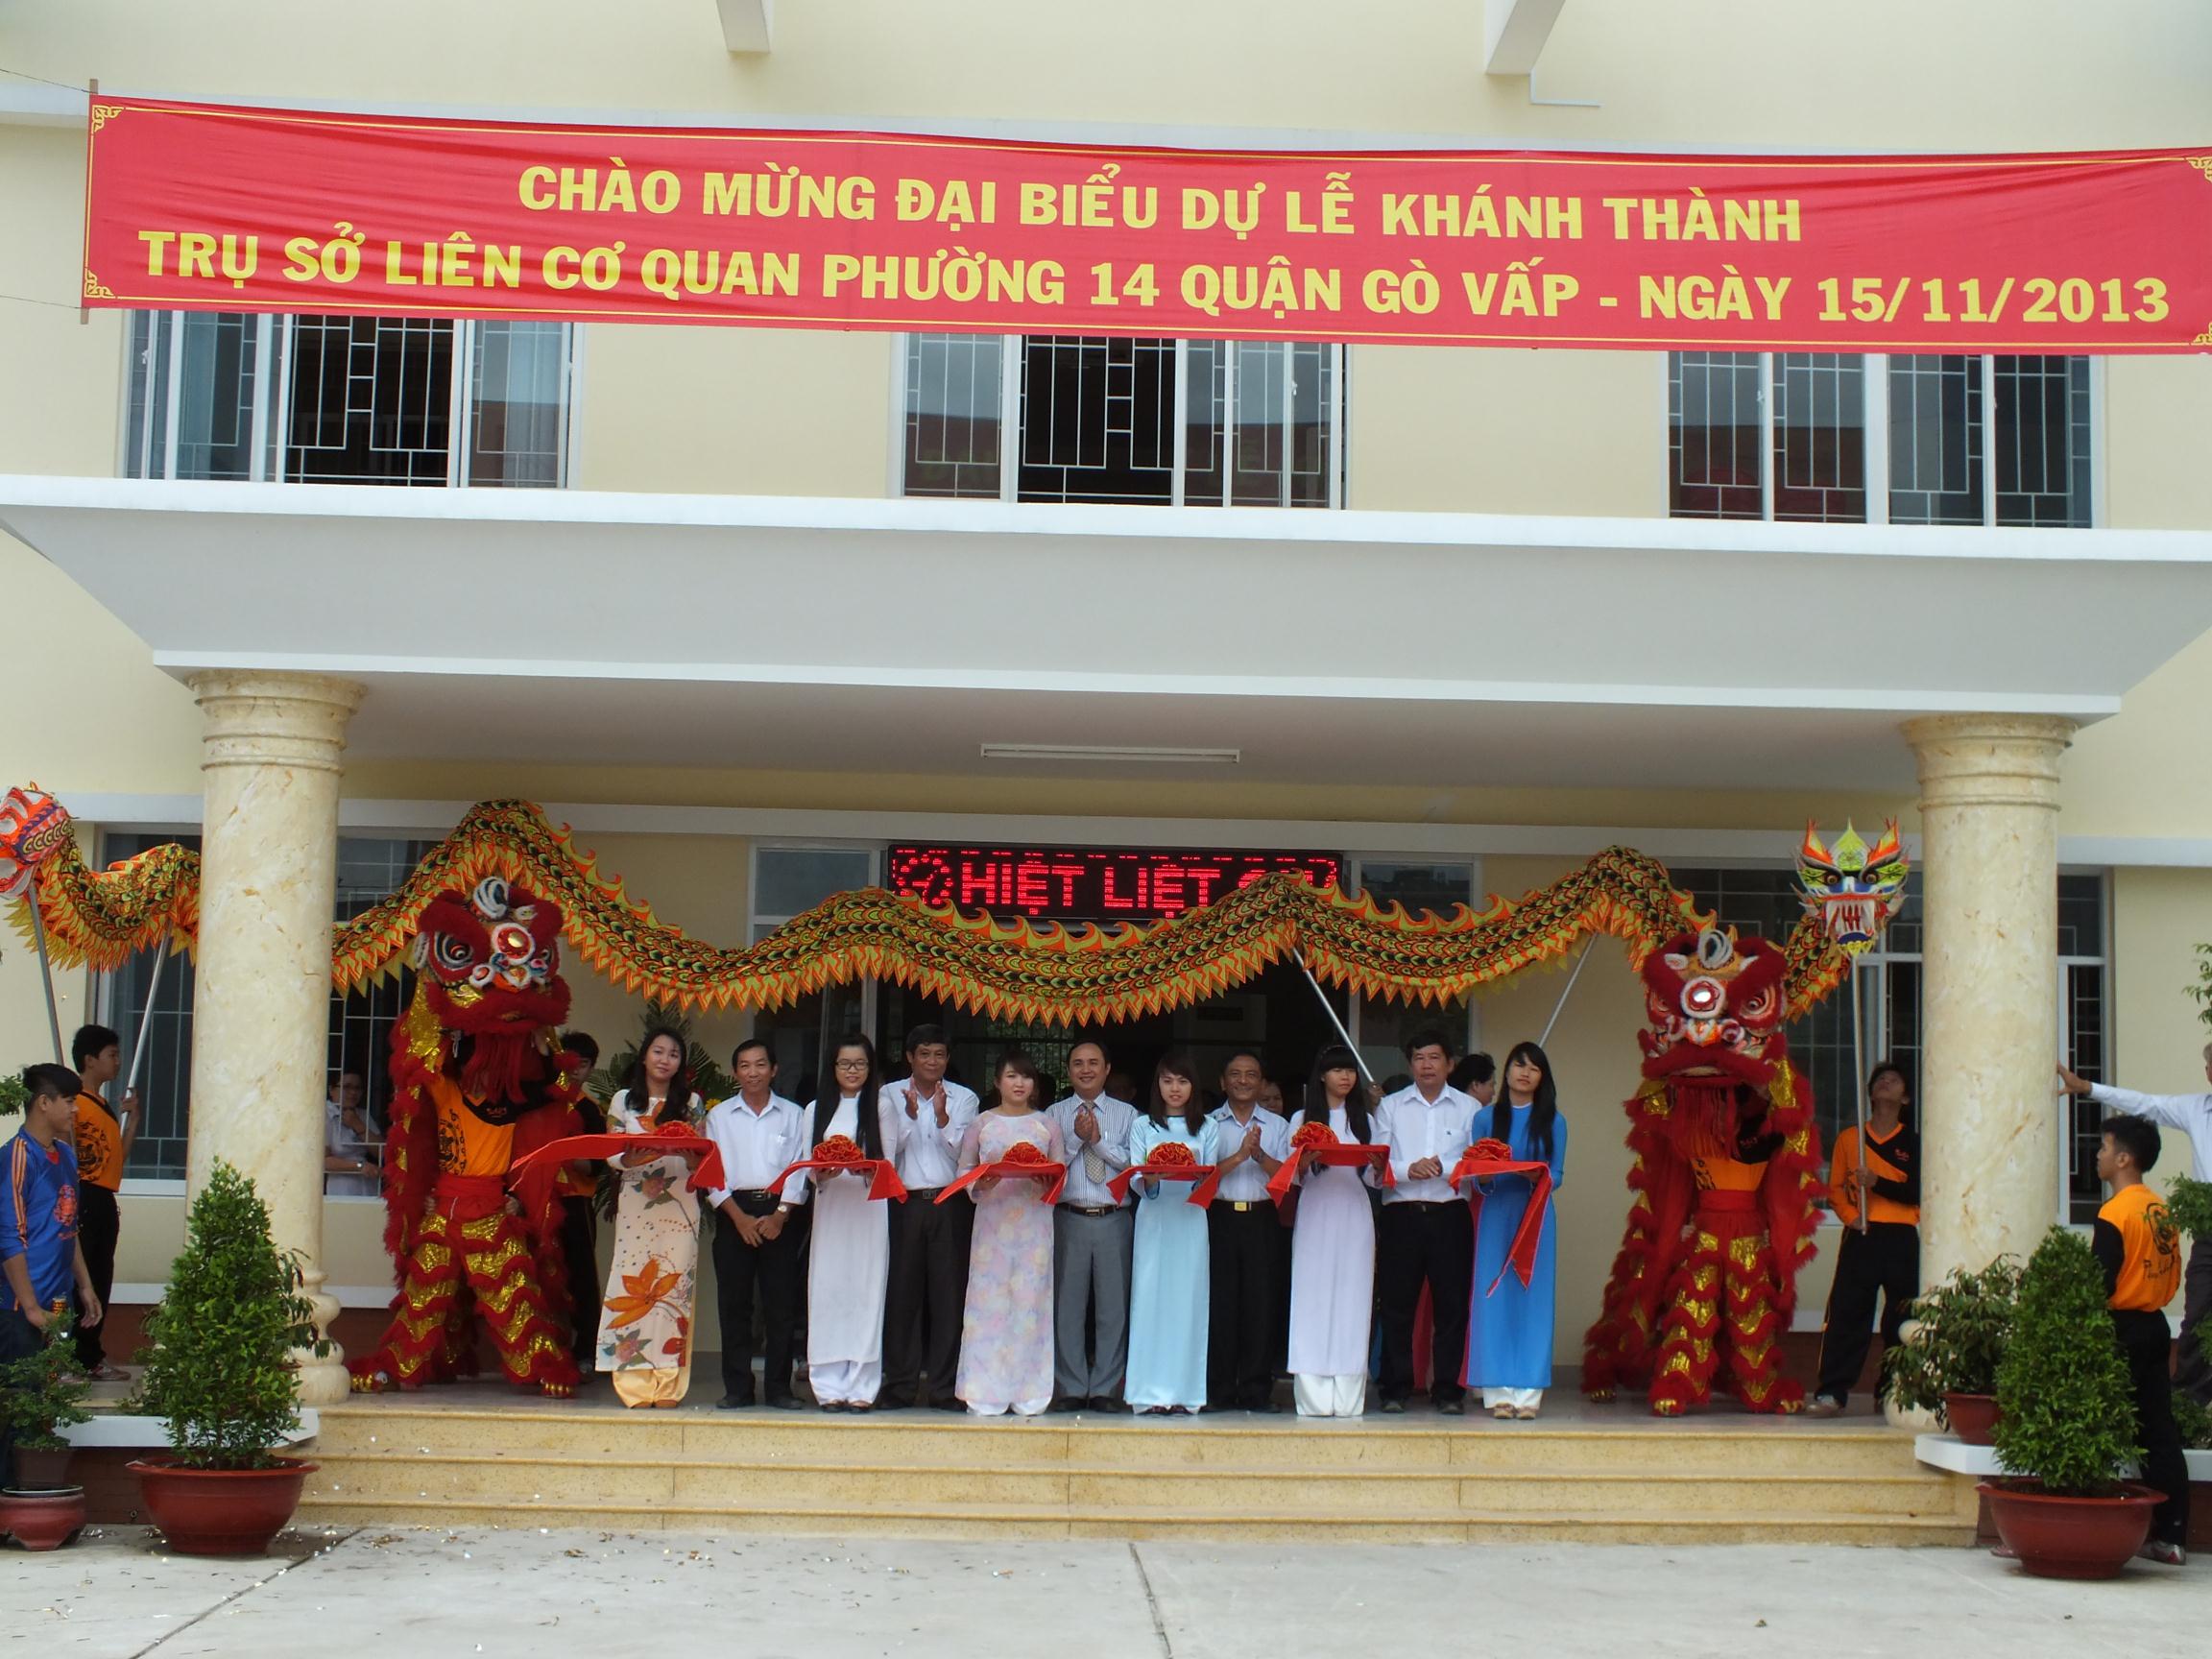 CHÀO MỪNG ĐẠI BIỂU DỰ LỄ KHÁNH THÀNH
TRỤ SỞ LIÊN CƠ QUAN PHƯỜNG 14 QUẬN GÒ VẤP - NGÀY 15/11/2013
HIỆT LIỆT